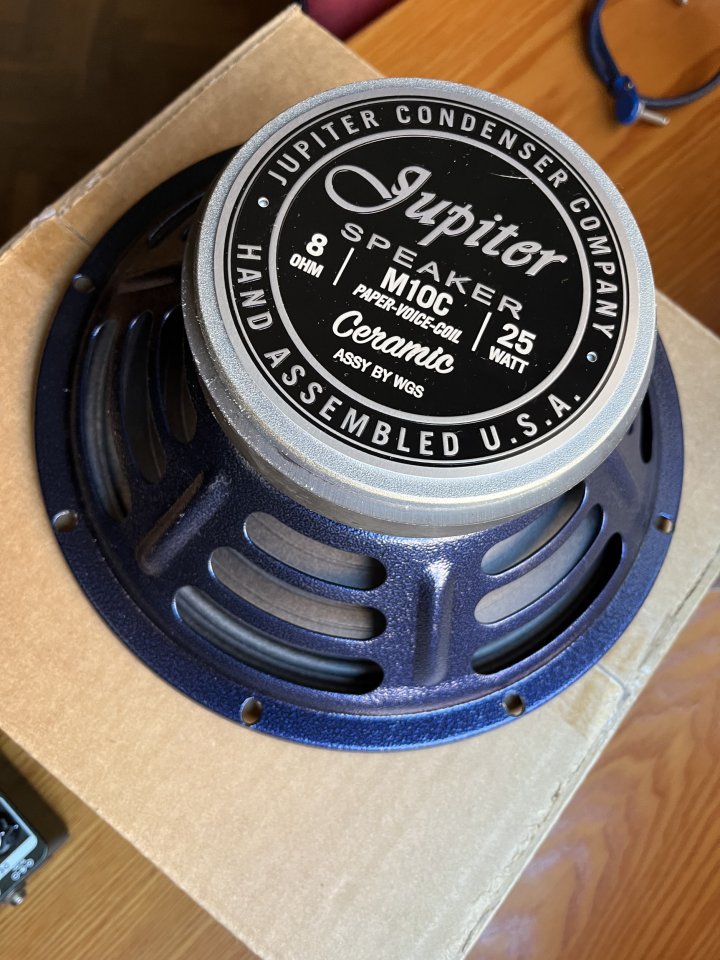 JUPITER CONDENSER COMPANY
Jupiter
SPEAKER
8 OHM
M10C
PAPER-VOICE-COIL
25 WATT
Ceramic
ASSY BY WGS
HAND ASSEMBLED U.S.A.